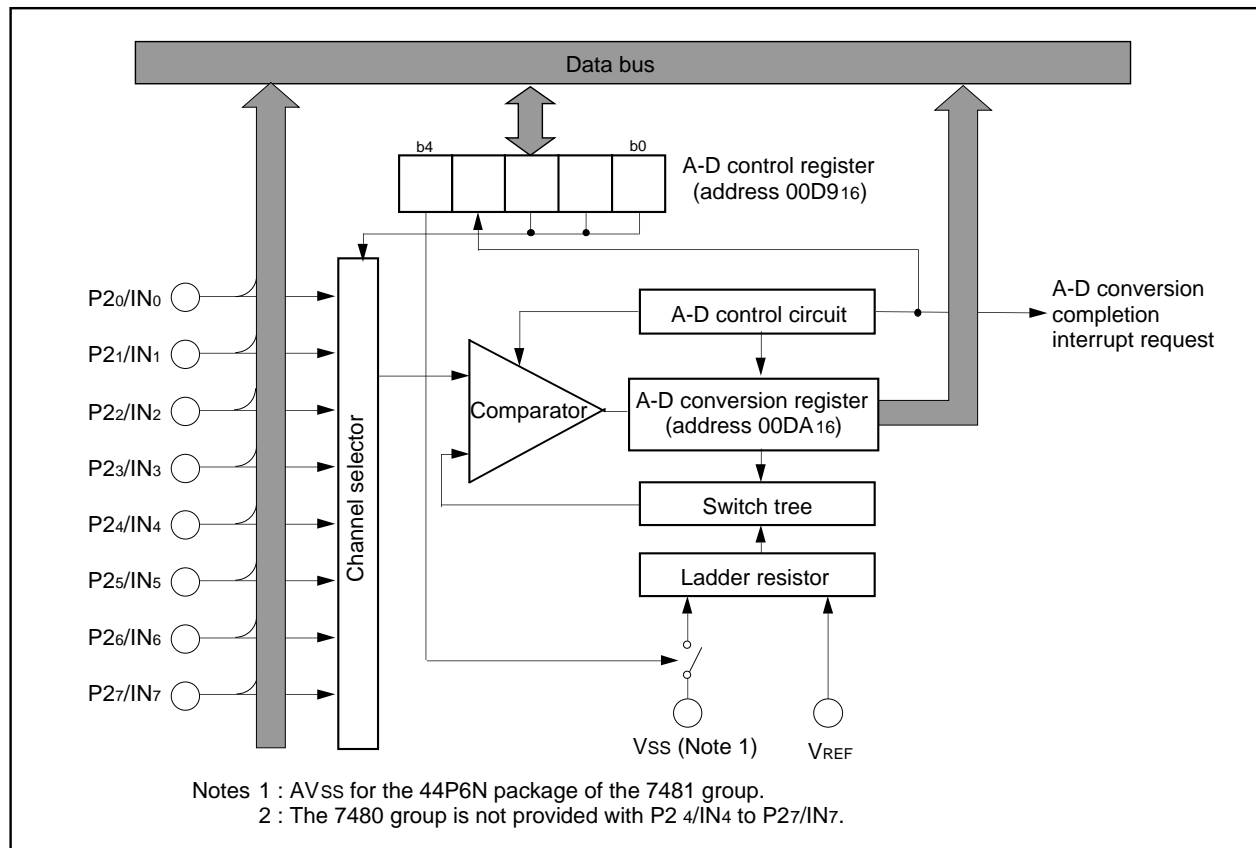 Data bus
b4
b0
A-D control register
(address 00D916)
P20/IN0
P21/IN1
P22/IN2
P23/IN3
P24/IN4
P25/IN5
P26/IN6
P27/IN7
Channel selector
A-D control circuit
A-D conversion
completion
interrupt request
Comparator
A-D conversion register
(address 00DA16)
Switch tree
Ladder resistor
VSS (Note 1)
VREF
Notes 1 : AVSS for the 44P6N package of the 7481 group.
2 : The 7480 group is not provided with P2 4/IN4 to P27/IN7.